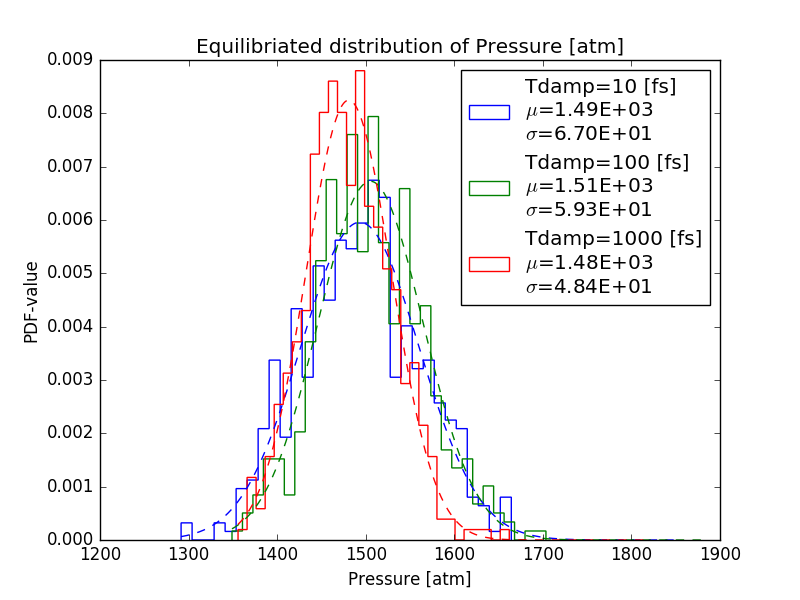 Equilibriated distribution of Pressure [atm]
0.009
0.008
0.007
0.006
0.005
0.004
0.003
0.002
0.001
0.000
PDF-value
Tdamp=10 [fs]
μ=1.49E+03
σ=6.70E+01
Tdamp=100 [fs]
μ=1.51E+03
σ=5.93E+01
Tdamp=1000 [fs]
μ=1.48E+03
σ=4.84E+01
1200 1300 1400 1500 1600 1700 1800 1900
Pressure [atm]